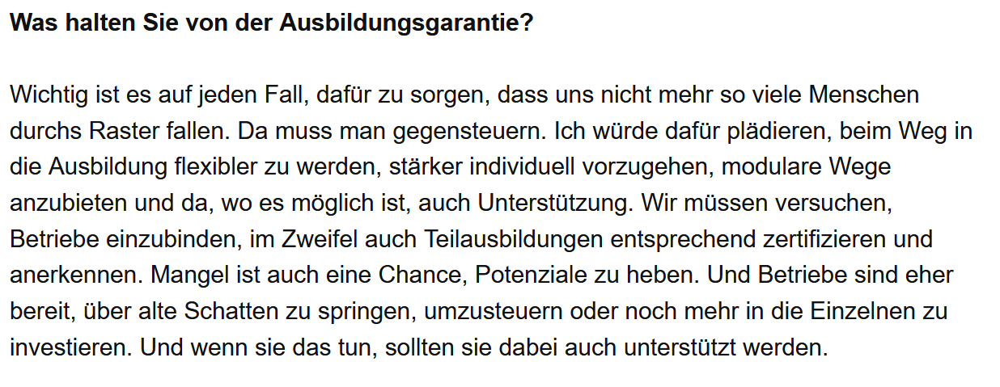 Was halten Sie von der Ausbildungsgarantie?
Wichtig ist es auf jeden Fall, dafür zu sorgen, dass uns nicht mehr so viele Menschen
durchs Raster fallen. Da muss man gegensteuern. Ich würde dafür plädieren, beim Weg in
die Ausbildung flexibler zu werden, stärker individuell vorzugehen, modulare Wege
anzubieten und da, wo es möglich ist, auch Unterstützung. Wir müssen versuchen,
Betriebe einzubinden, im Zweifel auch Teilausbildungen entsprechend zertifizieren und
anerkennen. Mangel ist auch eine Chance, Potenziale zu heben. Und Betriebe sind eher
bereit, über alte Schatten zu springen, umzusteuern oder noch mehr in die Einzelnen zu
investieren. Und wenn sie das tun, sollten sie dabei auch unterstützt werden.